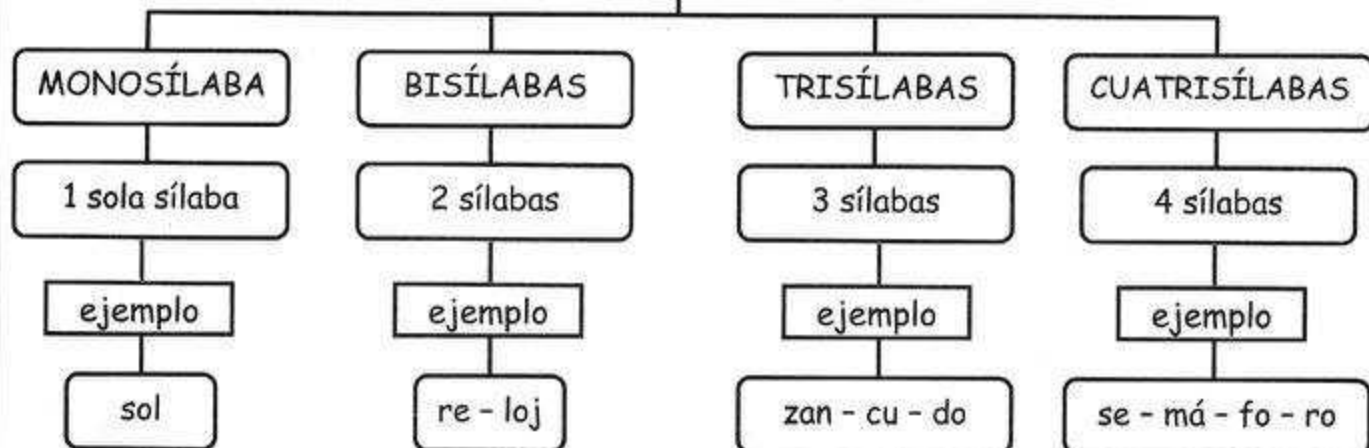 MONOSÍLABA BISÍLABAS TRISÍLABAS CUATRISÍLABAS
1 sola sílaba 2 sílabas 3 sílabas 4 sílabas
ejemplo ejemplo ejemplo ejemplo
sol re - loj zan - cu - do se - má - fo - ro